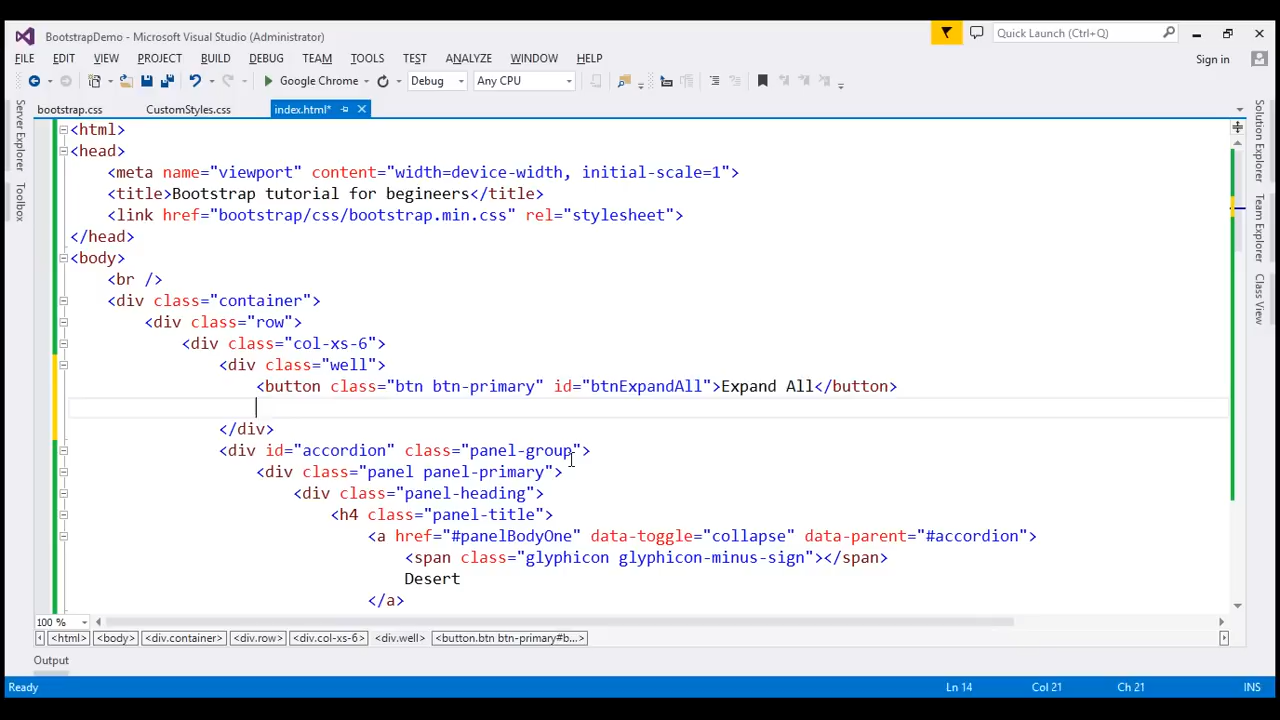 BootstrapDemo - Microsoft Visual Studio (Administrator)
Quick Launch (Ctrl+Q)
FILE EDIT VIEW PROJECT BUILD DEBUG TEAM TOOLS TEST ANALYZE WINDOW HELP
Sign in
Google Chrome Debug Any CPU
bootstrap.css CustomStyles.css index.html*
Server Explorer
Toolbox
Solution Explorer
Team Explorer
Class View
<html>
<head>
<meta name="viewport" content="width=device-width, initial-scale=1">
<title>Bootstrap tutorial for begineers</title>
<link href="bootstrap/css/bootstrap.min.css" rel="stylesheet">
</head>
<body>
<br />
<div class="container">
<div class="row">
<div class="col-xs-6">
<div class="well">
<button class="btn btn-primary" id="btnExpandAll">Expand All</button>
</div>
<div id="accordion" class="panel-group">
<div class="panel panel-primary">
<div class="panel-heading">
<h4 class="panel-title">
<a href="#panelBodyOne" data-toggle="collapse" data-parent="#accordion">
<span class="glyphicon glyphicon-minus-sign"></span>
Desert
</a>
100 %
<html> <body> <div.container> <div.row> <div.col-xs-6> <div.well> <button.btn btn-primary#b...>
Output
Ready Ln 14 Col 21 Ch 21 INS